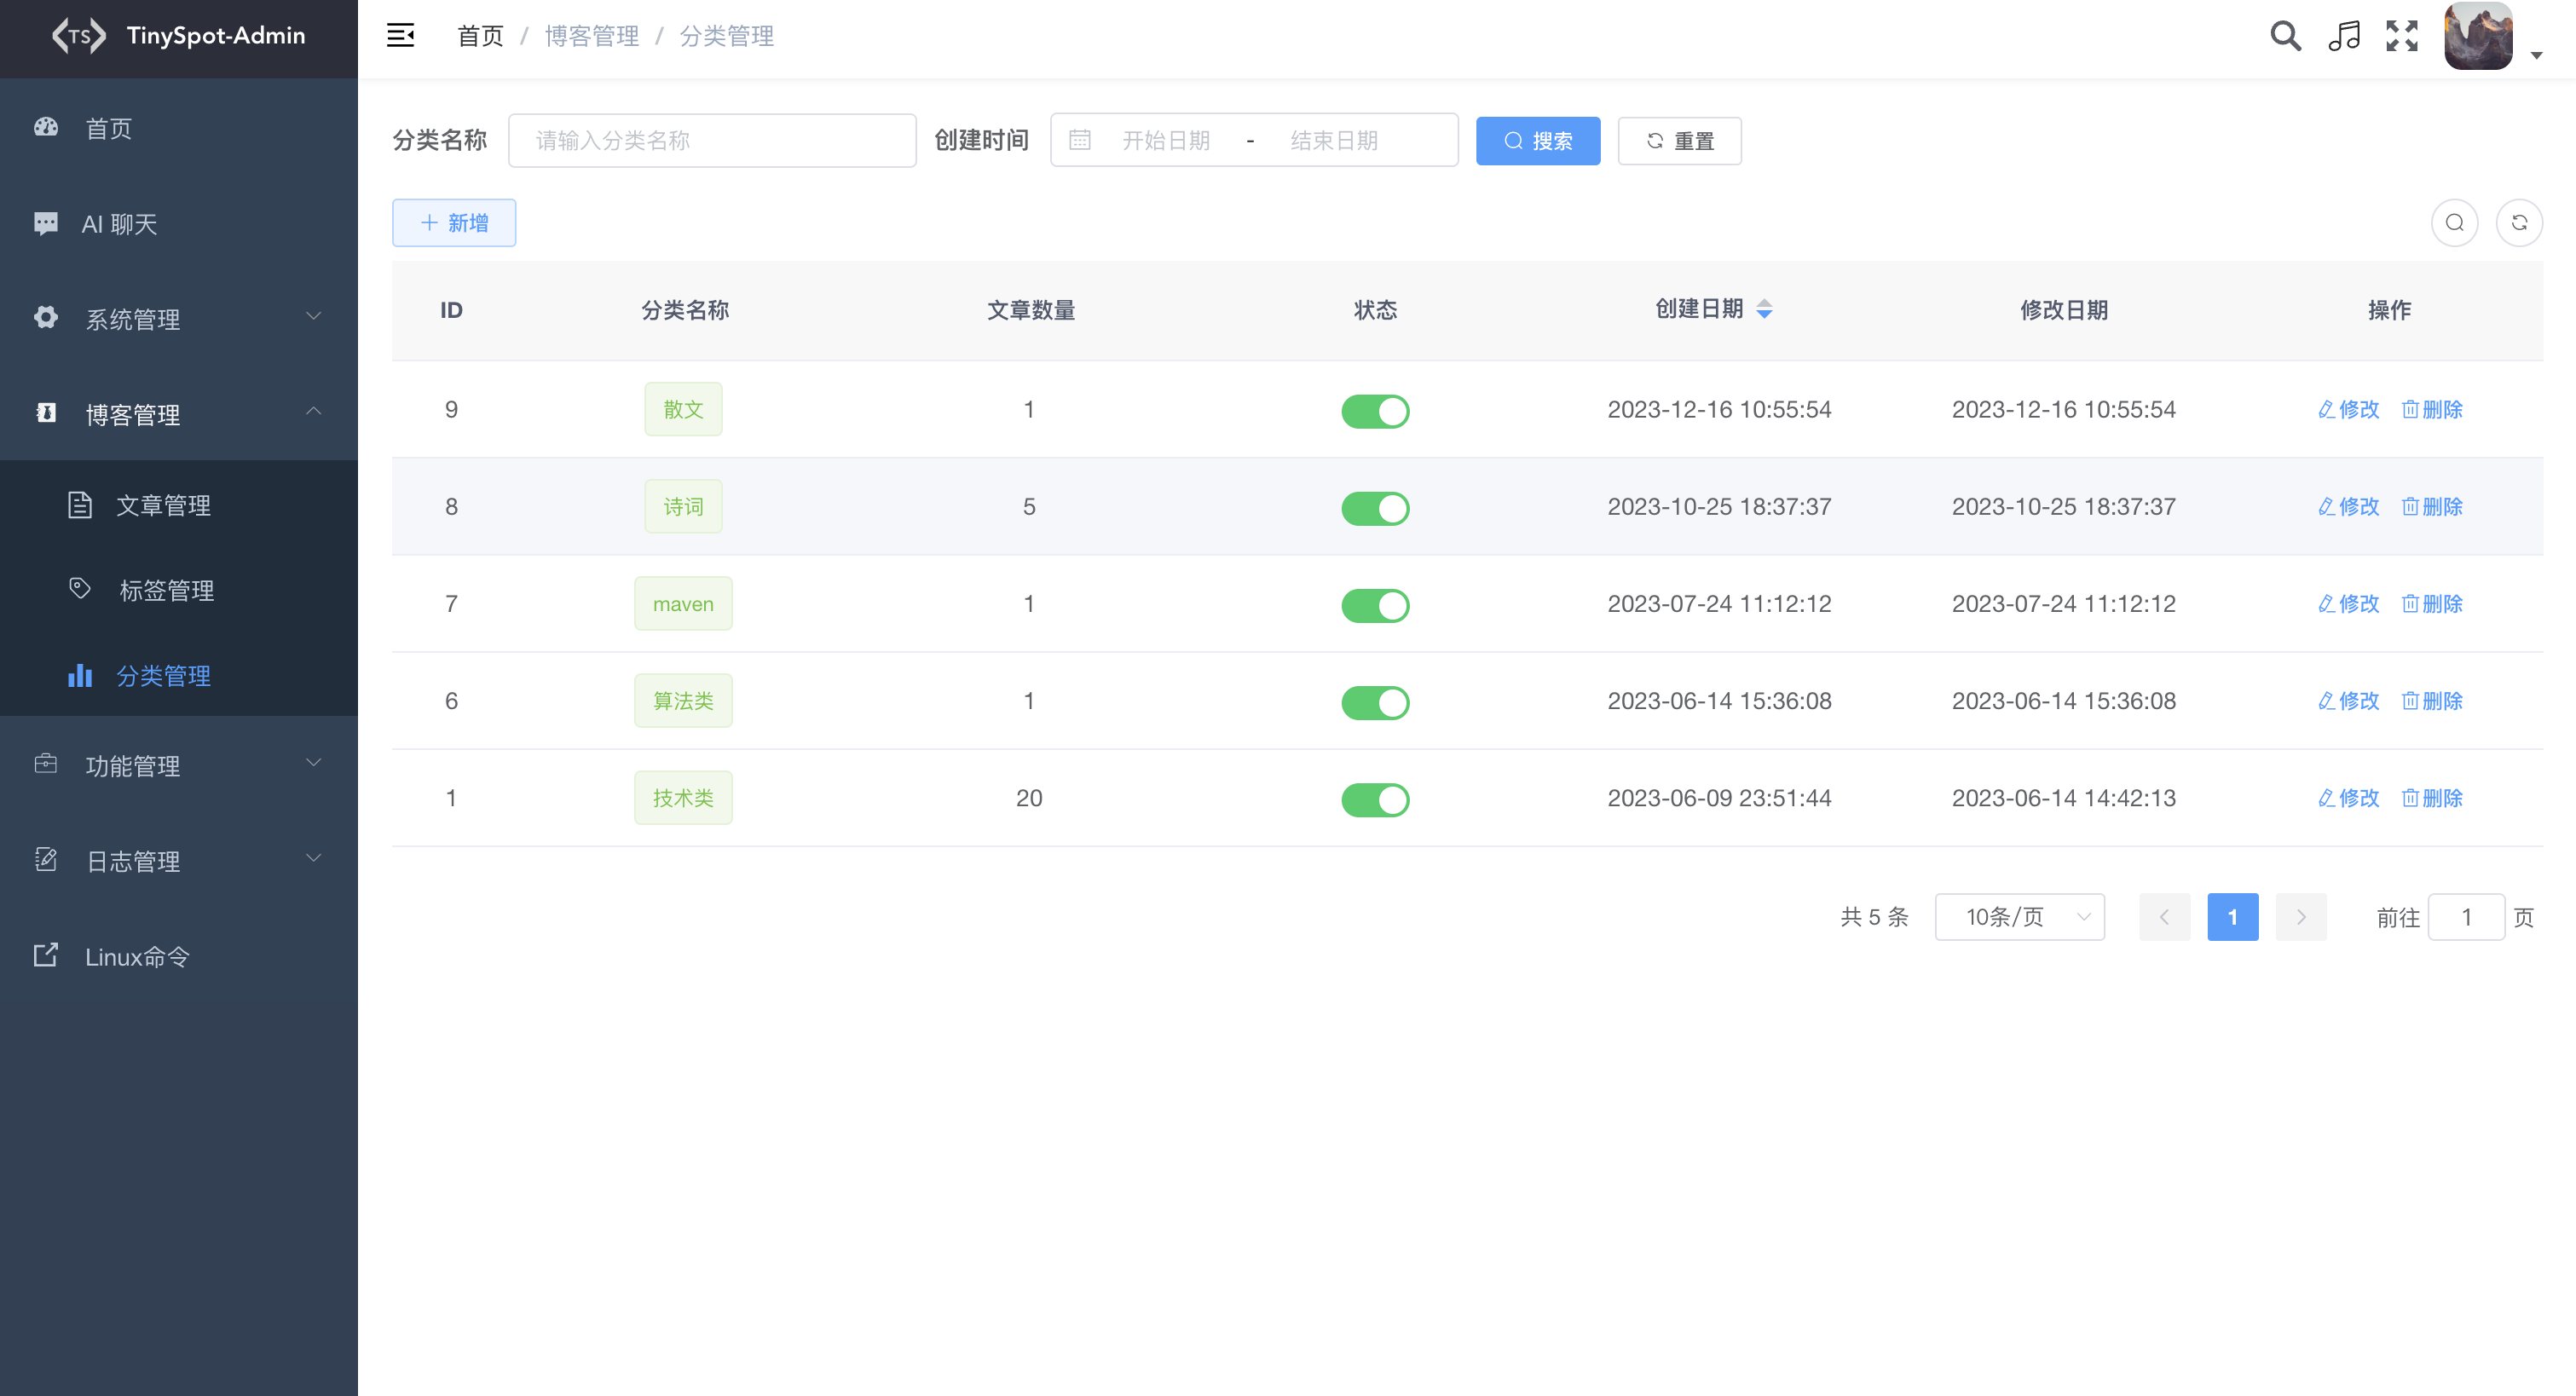 TS TinySpot-Admin
首页
AI 聊天
系统管理
博客管理
文章管理
标签管理
分类管理
功能管理
日志管理
Linux命令
首页 / 博客管理 / 分类管理
分类名称 请输入分类名称 创建时间 开始日期 - 结束日期 搜索 重置
新增
ID 分类名称 文章数量 状态 创建日期 修改日期 操作
9 散文 1 2023-12-16 10:55:54 2023-12-16 10:55:54 修改 删除
8 诗词 5 2023-10-25 18:37:37 2023-10-25 18:37:37 修改 删除
7 maven 1 2023-07-24 11:12:12 2023-07-24 11:12:12 修改 删除
6 算法类 1 2023-06-14 15:36:08 2023-06-14 15:36:08 修改 删除
1 技术类 20 2023-06-09 23:51:44 2023-06-14 14:42:13 修改 删除
共 5 条 10条/页 1 前往 1 页